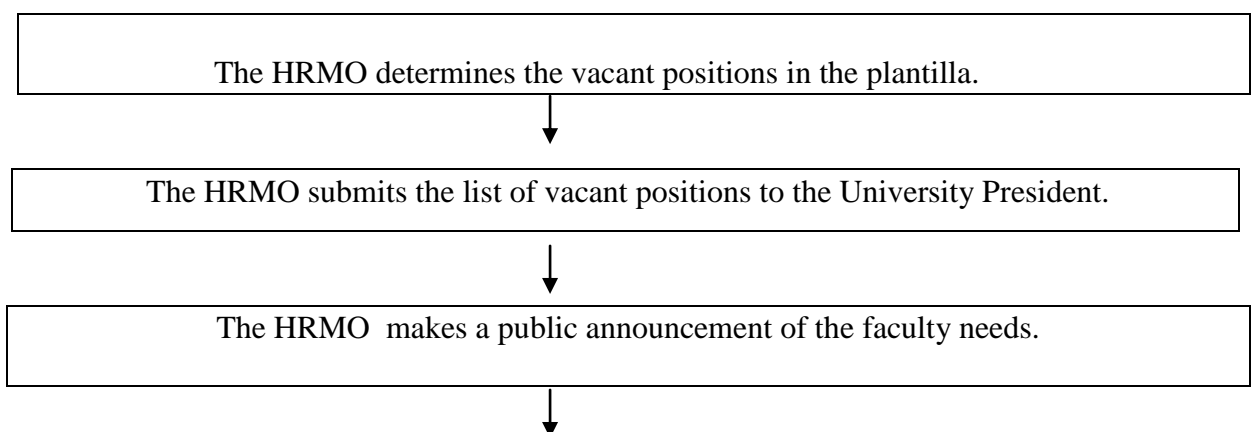 The HRMO determines the vacant positions in the plantilla.
The HRMO submits the list of vacant positions to the University President.
The HRMO  makes a public announcement of the faculty needs.